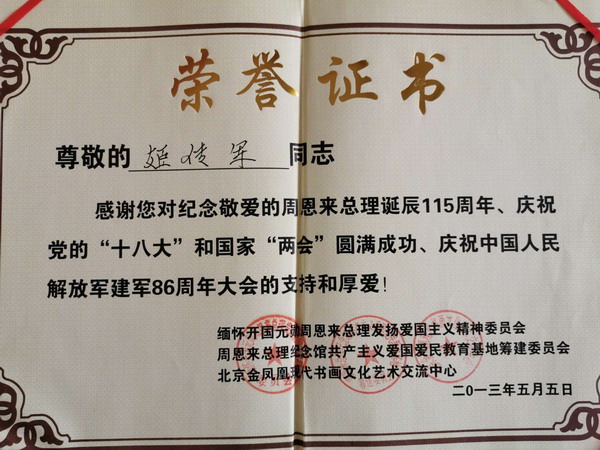 荣誉证书
尊敬的 姬传军 同志
感谢您对纪念敬爱的周恩来总理诞辰115周年、庆祝
党的“十八大”和国家“两会”圆满成功、庆祝中国人民
解放军建军86周年大会的支持和厚爱！
缅怀开国元勋周恩来总理发扬爱国主义精神委员会
周恩来总理纪念馆共产主义爱国爱民教育基地筹建委员会
北京金凤凰现代书画文化艺术交流中心
二0一三年五月五日